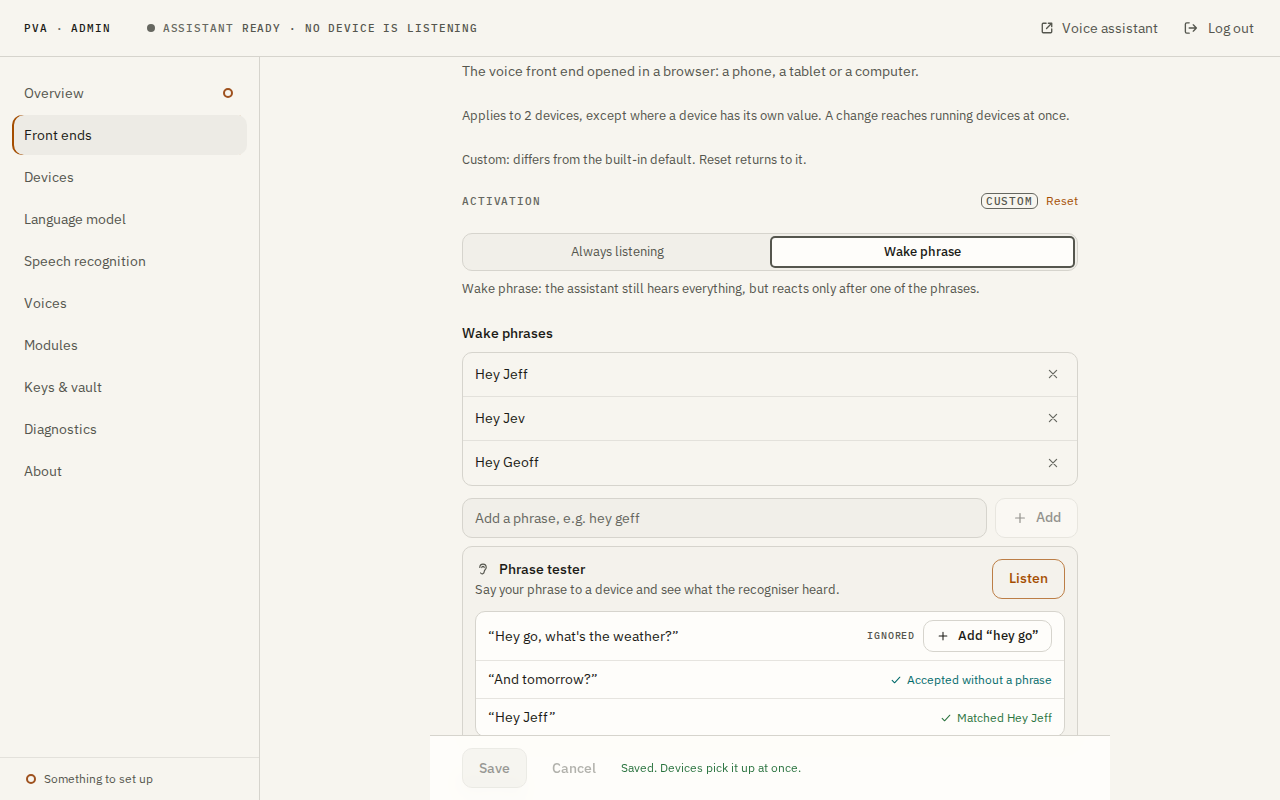 PVA · ADMIN
ASSISTANT READY · NO DEVICE IS LISTENING
Voice assistant
Log out
Overview
Front ends
Devices
Language model
Speech recognition
Voices
Modules
Keys & vault
Diagnostics
About
Something to set up
The voice front end opened in a browser: a phone, a tablet or a computer.
Applies to 2 devices, except where a device has its own value. A change reaches running devices at once.
Custom: differs from the built-in default. Reset returns to it.
ACTIVATION
CUSTOM
Reset
Always listening
Wake phrase
Wake phrase: the assistant still hears everything, but reacts only after one of the phrases.
Wake phrases
Hey Jeff
Hey Jev
Hey Geoff
Add a phrase, e.g. hey geff
Add
Phrase tester
Say your phrase to a device and see what the recogniser heard.
Listen
“Hey go, what's the weather?”
IGNORED
Add “hey go”
“And tomorrow?”
Accepted without a phrase
“Hey Jeff”
Matched Hey Jeff
Save
Cancel
Saved. Devices pick it up at once.